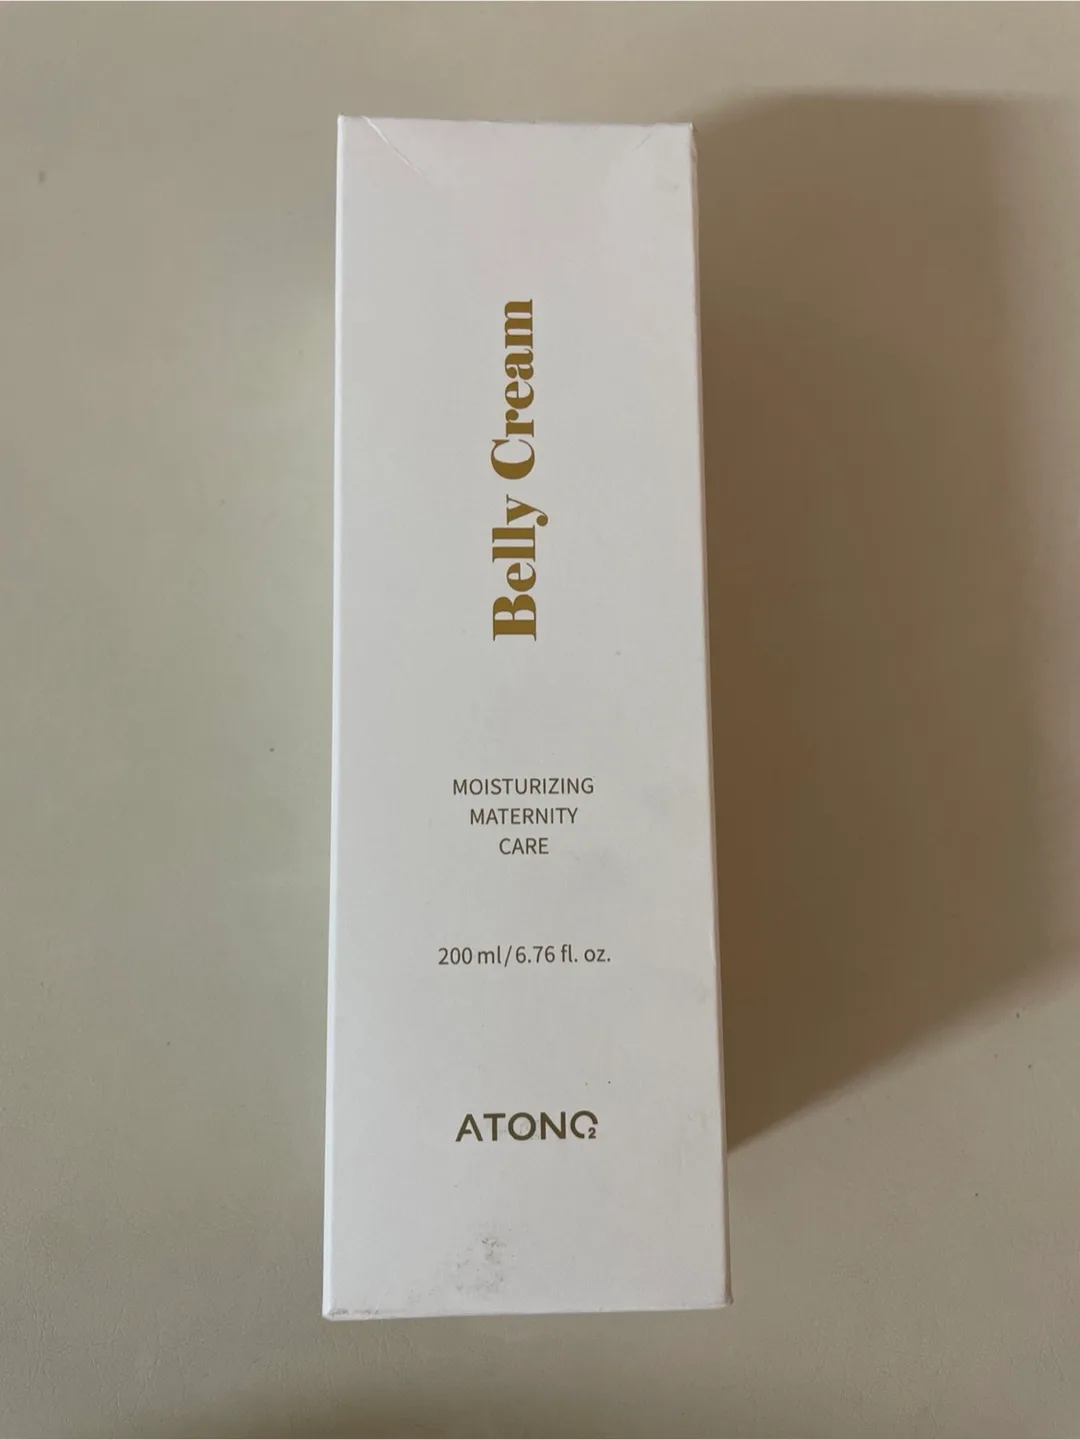 Belly Cream
MOISTURIZING
MATERNITY
CARE
200 ml/6.76 fl. oz.
ATONO2